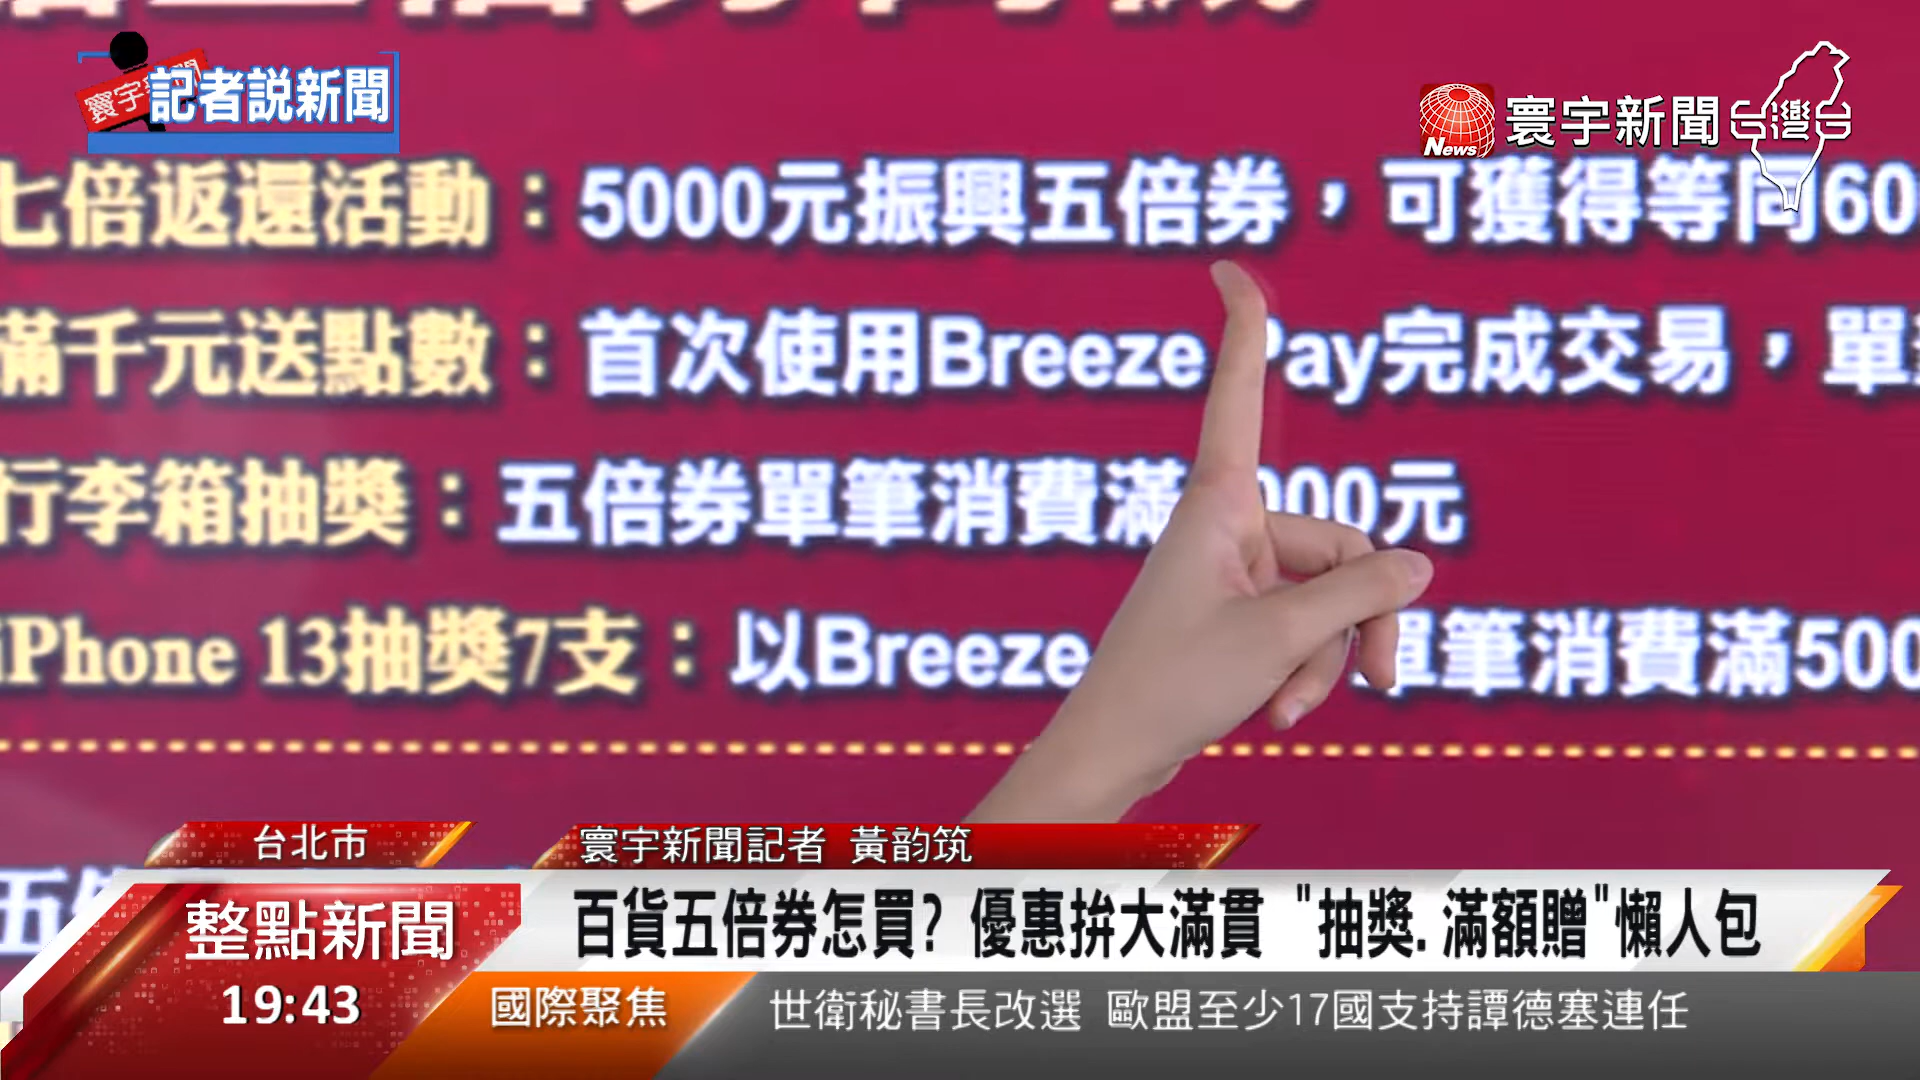 寰宇新聞
記者説新聞
News
寰宇新聞
台灣台
七倍返還活動：5000元振興五倍券，可獲得等同60
滿千元送點數：首次使用Breeze Pay完成交易，單
行李箱抽獎：五倍券單筆消費滿 000元
iPhone 13抽獎7支：以Breeze 單筆消費滿500
台北市
寰宇新聞記者 黃韵筑
整點新聞
百貨五倍券怎買? 優惠拚大滿貫 "抽獎.滿額贈"懶人包
19:43
國際聚焦
世衛秘書長改選 歐盟至少17國支持譚德塞連任